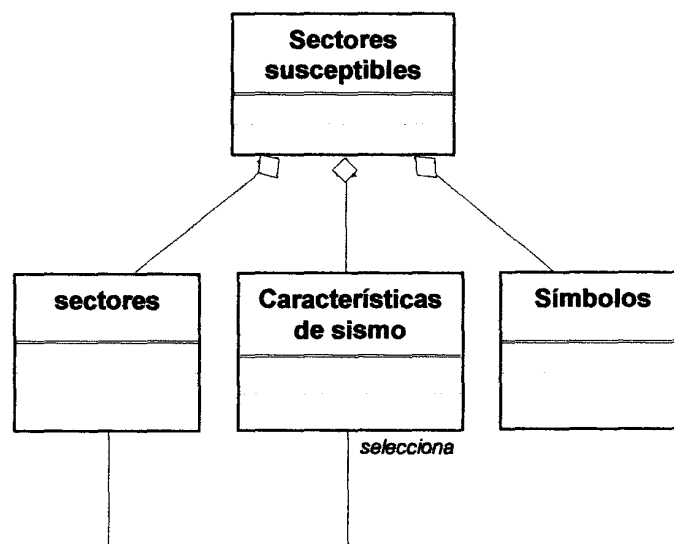 Sectores
susceptibles
sectores
Características
de sismo
Símbolos
selecciona